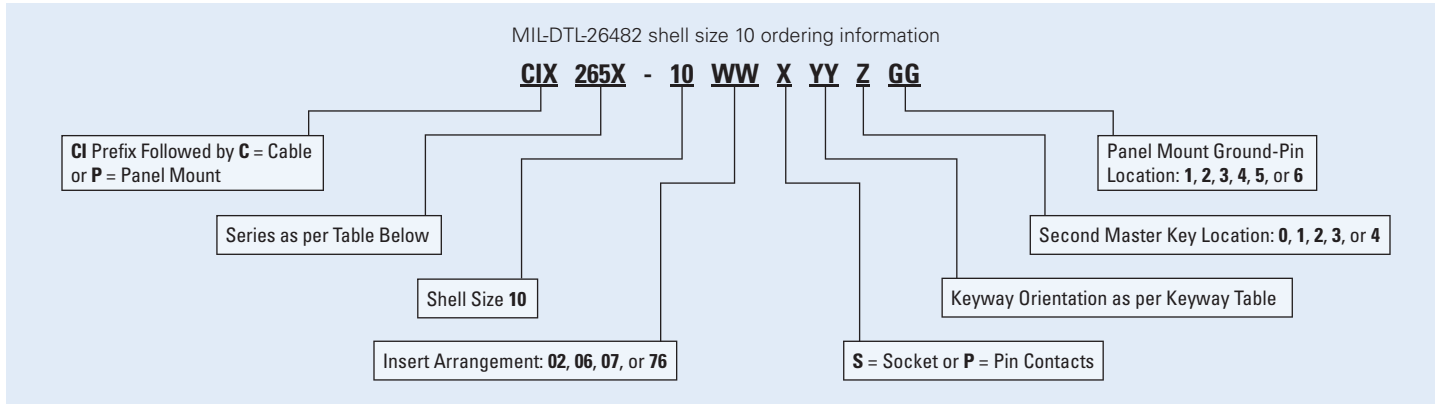 MIL-DTL-26482 shell size 10 ordering information
CIX 265X - 10 WW X YY Z GG
CI Prefix Followed by C = Cable
or P = Panel Mount
Panel Mount Ground-Pin
Location: 1, 2, 3, 4, 5, or 6
Series as per Table Below
Second Master Key Location: 0, 1, 2, 3, or 4
Shell Size 10
Keyway Orientation as per Keyway Table
Insert Arrangement: 02, 06, 07, or 76
S = Socket or P = Pin Contacts